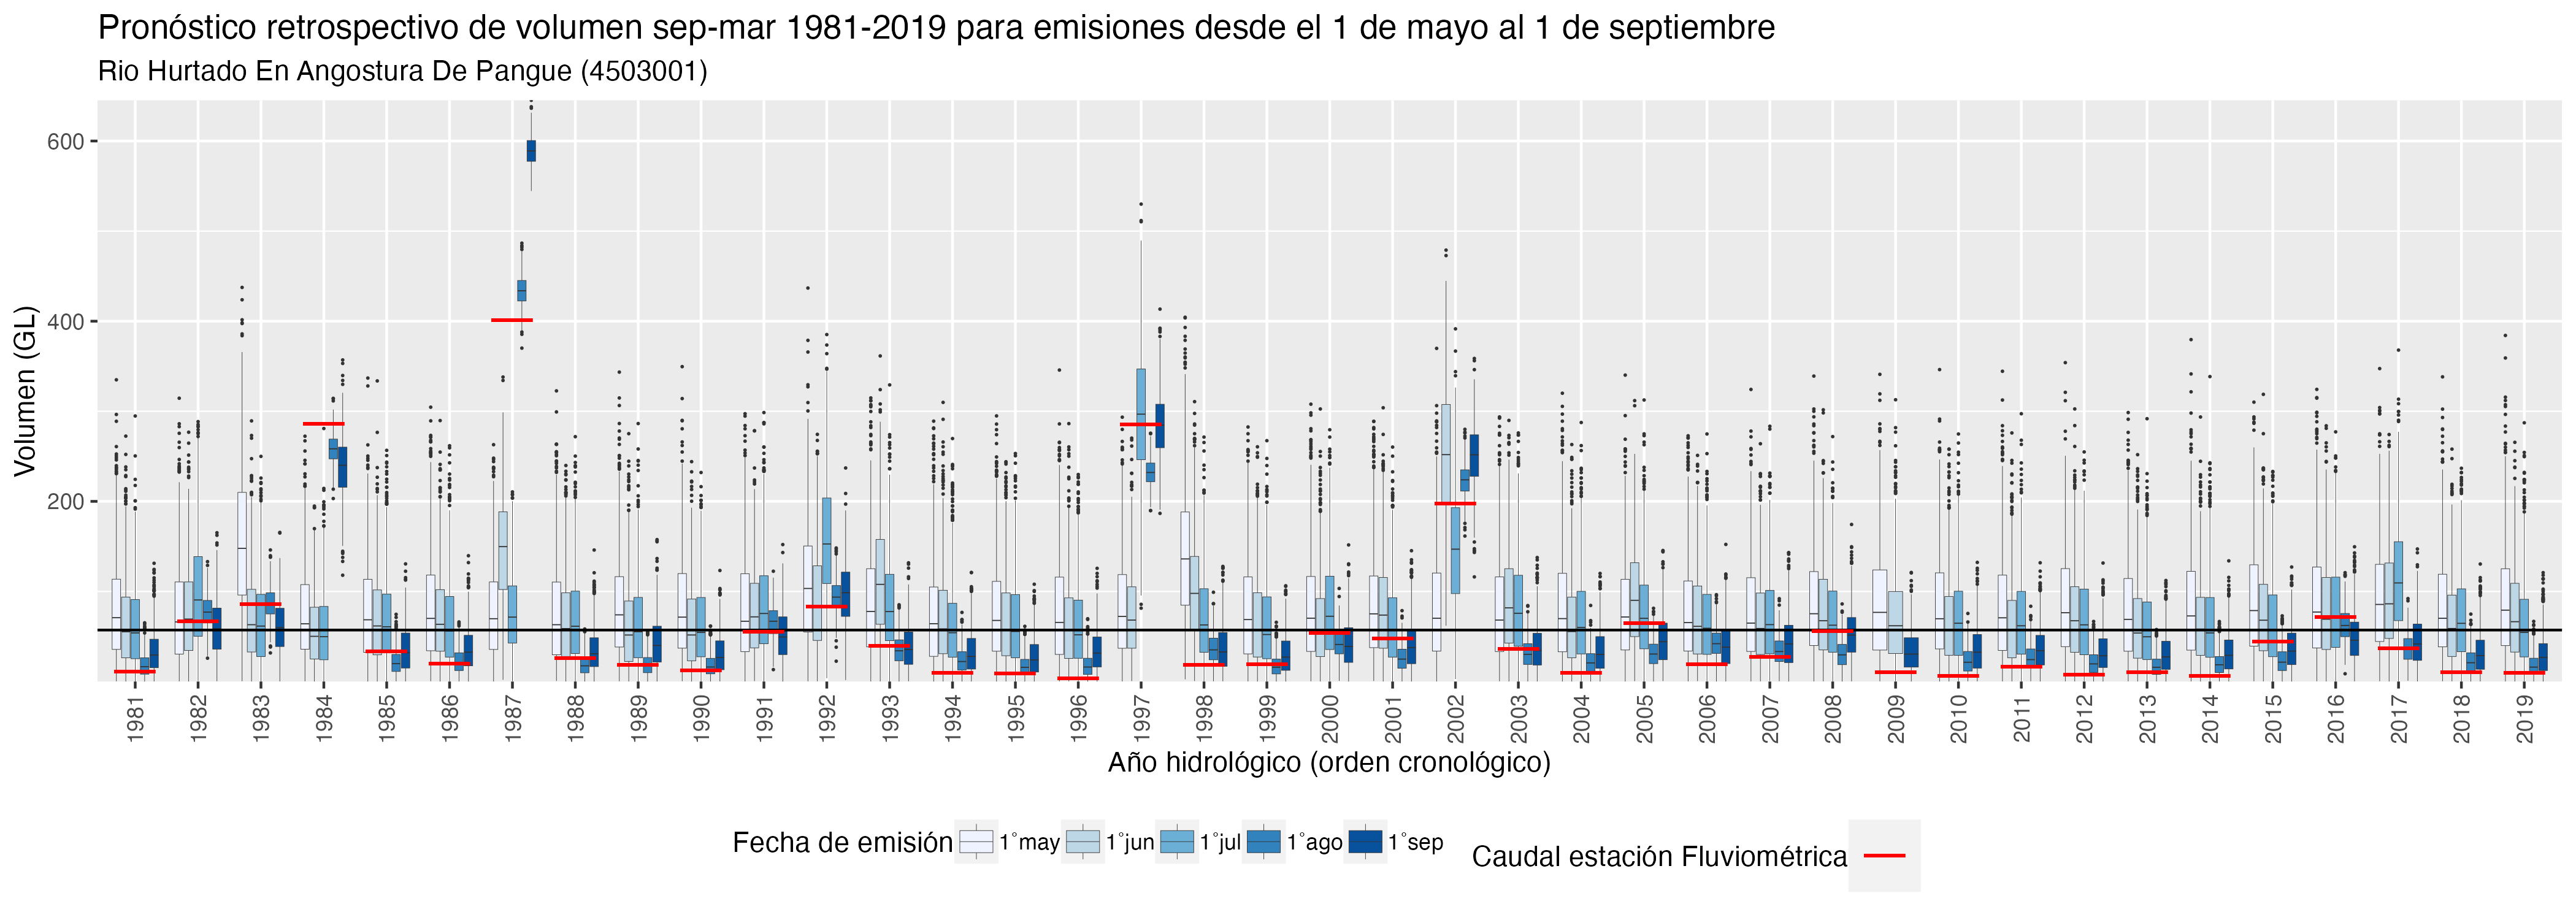 Pronóstico retrospectivo de volumen sep-mar 1981-2019 para emisiones desde el 1 de mayo al 1 de septiembre
Rio Hurtado En Angostura De Pangue (4503001)
Volumen (GL)
600
400
200
1981 1982 1983 1984 1985 1986 1987 1988 1989 1990 1991 1992 1993 1994 1995 1996 1997 1998 1999 2000 2001 2002 2003 2004 2005 2006 2007 2008 2009 2010 2011 2012 2013 2014 2015 2016 2017 2018 2019
Año hidrológico (orden cronológico)
Fecha de emisión 1°may 1°jun 1°jul 1°ago 1°sep Caudal estación Fluviométrica